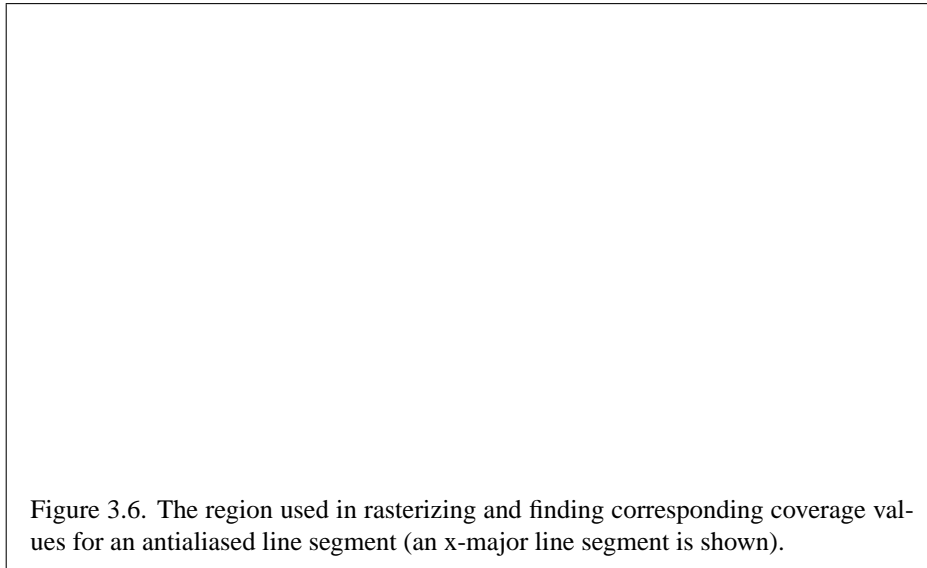 Figure 3.6. The region used in rasterizing and finding corresponding coverage val-
ues for an antialiased line segment (an x-major line segment is shown).